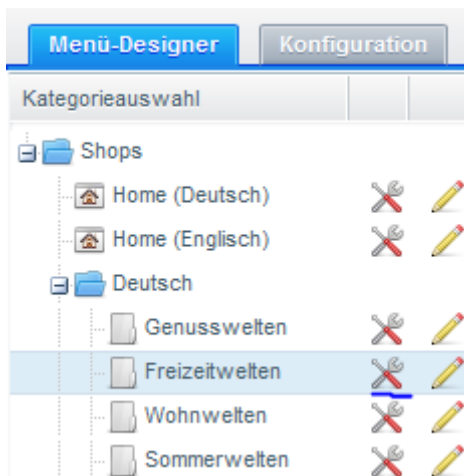 Menü-Designer Konfiguration
Kategorieauswahl
Shops
Home (Deutsch)
Home (Englisch)
Deutsch
Genusswelten
Freizeitwelten
Wohnwelten
Sommerwelten